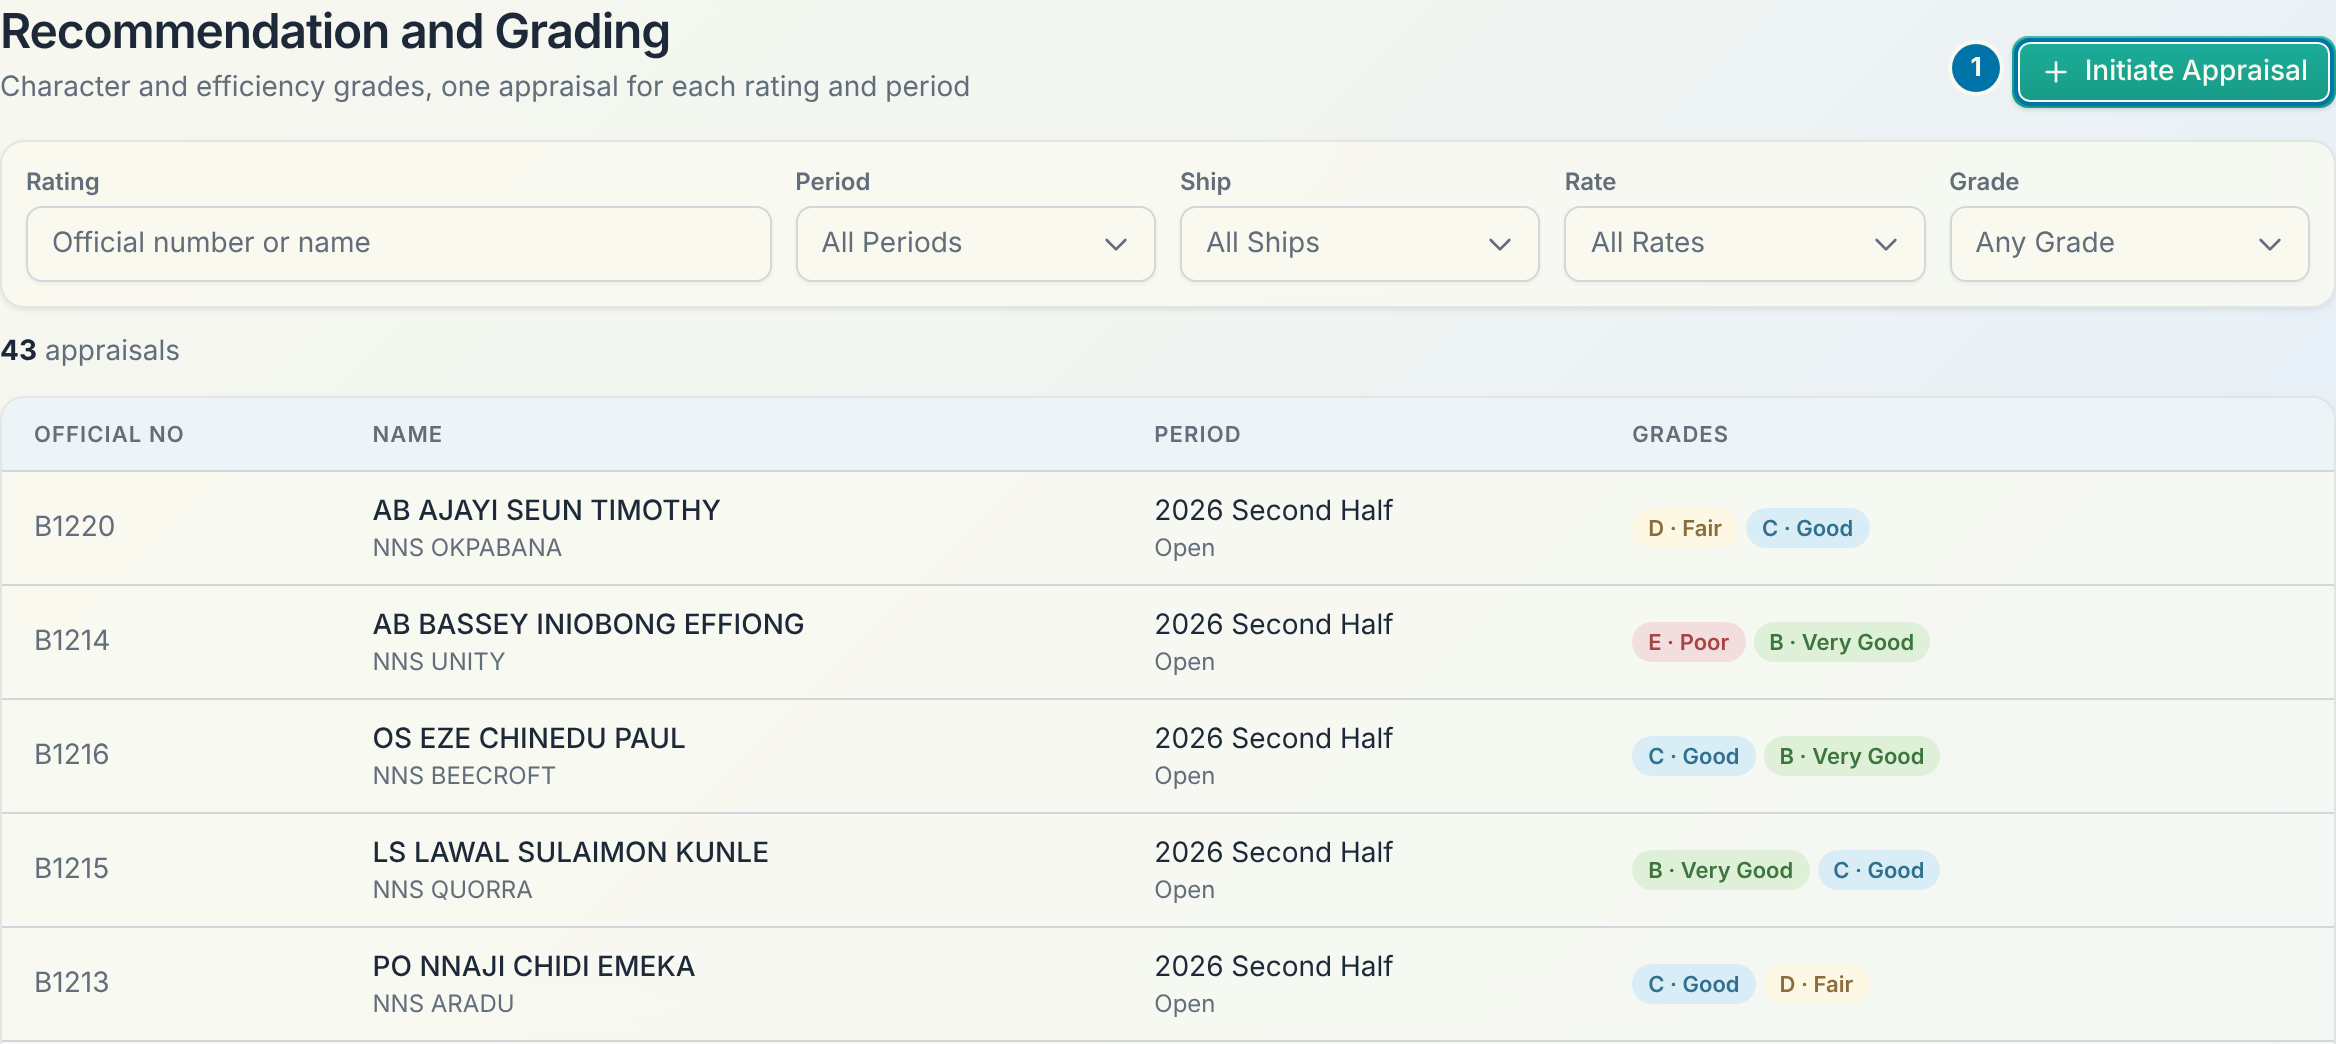 Recommendation and Grading
Character and efficiency grades, one appraisal for each rating and period
1
+ Initiate Appraisal
Rating
Period
Ship
Rate
Grade
Official number or name
All Periods
All Ships
All Rates
Any Grade
43 appraisals
OFFICIAL NO
NAME
PERIOD
GRADES
B1220
AB AJAYI SEUN TIMOTHY
NNS OKPABANA
2026 Second Half
Open
D · Fair
C · Good
B1214
AB BASSEY INIOBONG EFFIONG
NNS UNITY
2026 Second Half
Open
E · Poor
B · Very Good
B1216
OS EZE CHINEDU PAUL
NNS BEECROFT
2026 Second Half
Open
C · Good
B · Very Good
B1215
LS LAWAL SULAIMON KUNLE
NNS QUORRA
2026 Second Half
Open
B · Very Good
C · Good
B1213
PO NNAJI CHIDI EMEKA
NNS ARADU
2026 Second Half
Open
C · Good
D · Fair